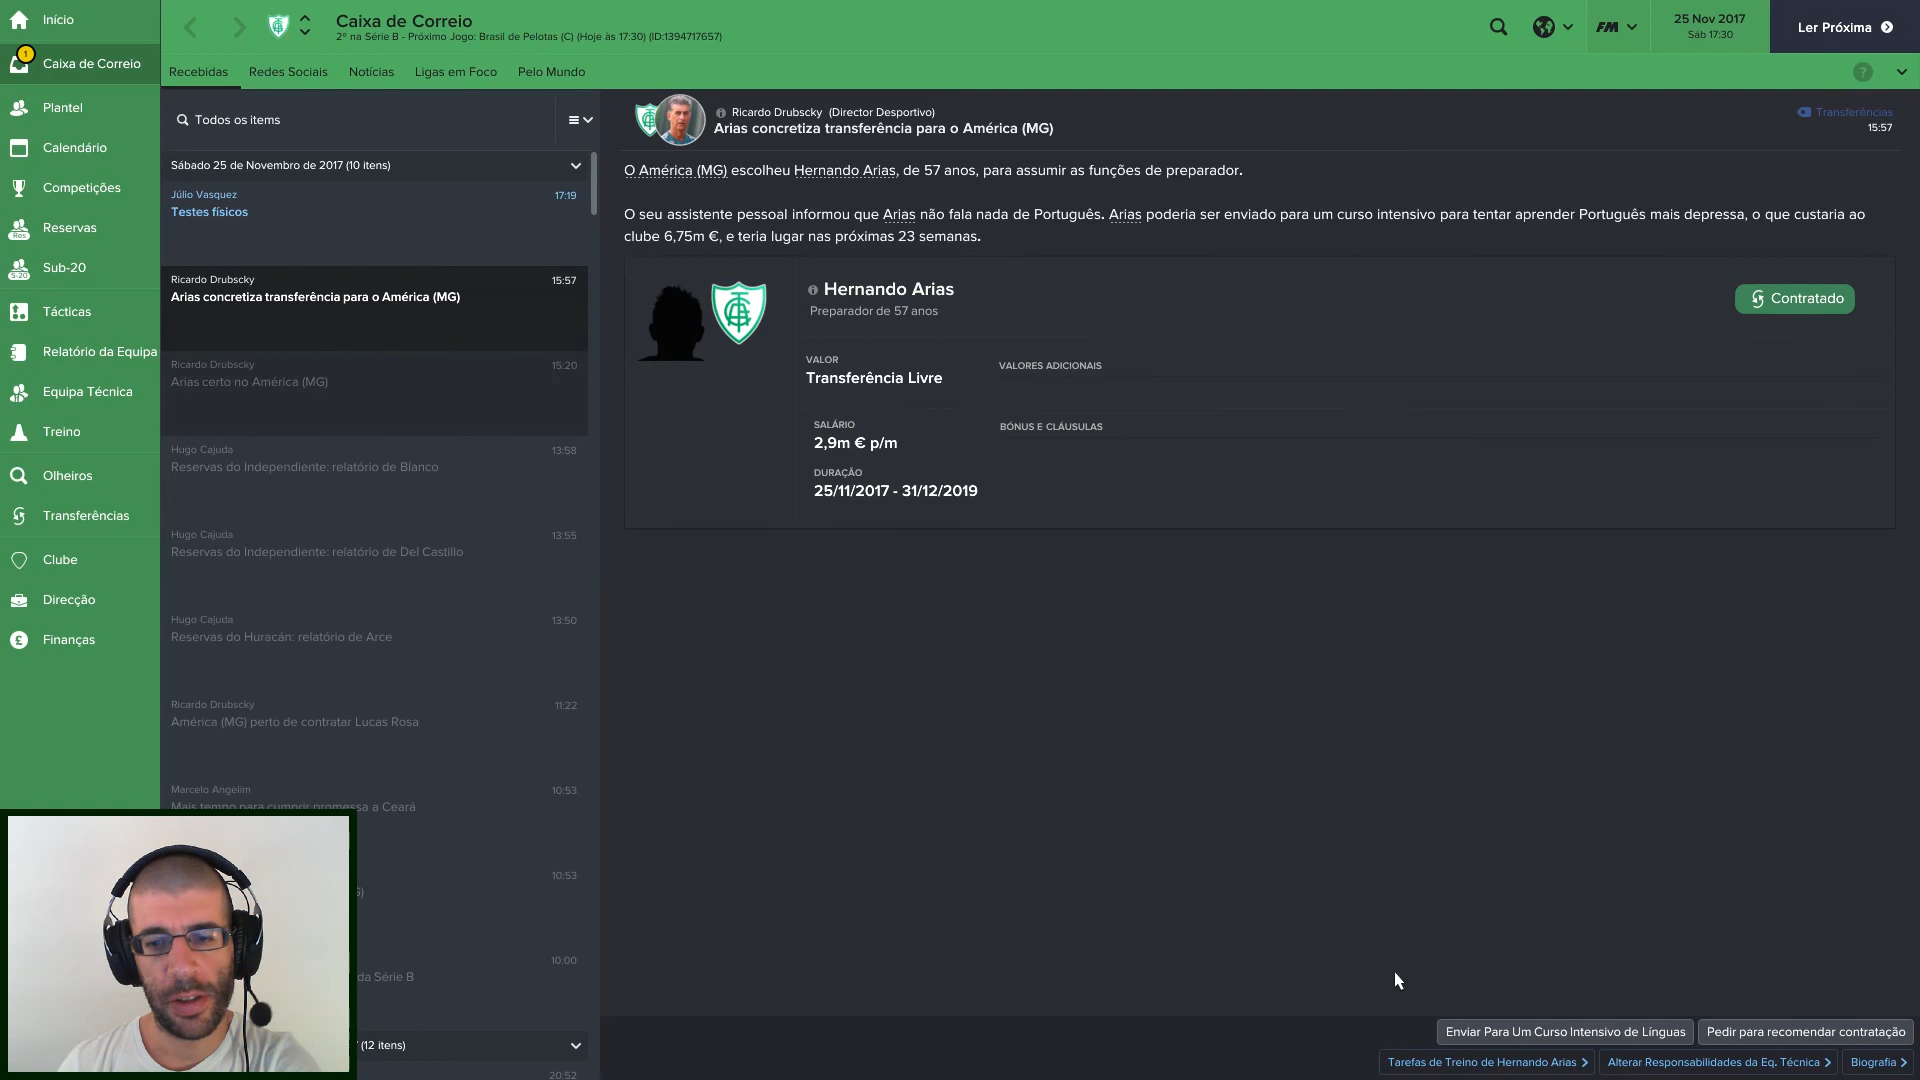 Início
1
Caixa de Correio
Plantel
Calendário
Competições
Reservas
Sub-20
Tácticas
Relatório da Equipa
Equipa Técnica
Treino
Olheiros
Transferências
Clube
Direcção
Finanças
Caixa de Correio
2º na Série B - Próximo Jogo: Brasil de Pelotas (C) (Hoje às 17:30) (ID:1394717657)
FM
25 Nov 2017
Sáb 17:30
Ler Próxima
Recebidas Redes Sociais Notícias Ligas em Foco Pelo Mundo
?
Todos os items
Sábado 25 de Novembro de 2017 (10 itens)
Júlio Vasquez 17:19
Testes físicos
Ricardo Drubscky 15:57
Arias concretiza transferência para o América (MG)
Ricardo Drubscky 15:20
Arias certo no América (MG)
Hugo Cajuda 13:58
Reservas do Independiente: relatório de Blanco
Hugo Cajuda 13:55
Reservas do Independiente: relatório de Del Castillo
Hugo Cajuda 13:50
Reservas do Huracán: relatório de Arce
Ricardo Drubscky 11:22
América (MG) perto de contratar Lucas Rosa
Marcelo Angelim 10:53
Mais tempo para cumprir promessa a Ceará
10:53
10:00
da Série B
(12 itens)
20:52
Ricardo Drubscky (Director Desportivo)
Arias concretiza transferência para o América (MG)
Transferências
15:57
O América (MG) escolheu Hernando Arias, de 57 anos, para assumir as funções de preparador.
O seu assistente pessoal informou que Arias não fala nada de Português. Arias poderia ser enviado para um curso intensivo para tentar aprender Português mais depressa, o que custaria ao
clube 6,75m €, e teria lugar nas próximas 23 semanas.
Hernando Arias
Preparador de 57 anos
Contratado
VALOR
Transferência Livre
VALORES ADICIONAIS
SALÁRIO
2,9m € p/m
BÓNUS E CLÁUSULAS
DURAÇÃO
25/11/2017 - 31/12/2019
Enviar Para Um Curso Intensivo de Línguas Pedir para recomendar contratação
Tarefas de Treino de Hernando Arias Alterar Responsabilidades da Eq. Técnica Biografia